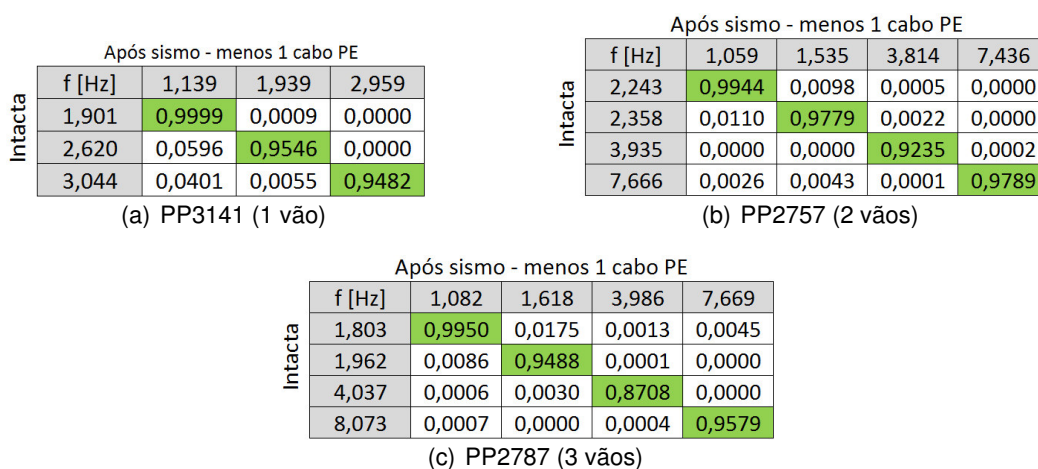 Após sismo - menos 1 cabo PE
f [Hz] 1,139 1,939 2,959
Intacta
1,901 0,9999 0,0009 0,0000
2,620 0,0596 0,9546 0,0000
3,044 0,0401 0,0055 0,9482
(a) PP3141 (1 vão)
Após sismo - menos 1 cabo PE
f [Hz] 1,059 1,535 3,814 7,436
Intacta
2,243 0,9944 0,0098 0,0005 0,0000
2,358 0,0110 0,9779 0,0022 0,0000
3,935 0,0000 0,0000 0,9235 0,0002
7,666 0,0026 0,0043 0,0001 0,9789
(b) PP2757 (2 vãos)
Após sismo - menos 1 cabo PE
f [Hz] 1,082 1,618 3,986 7,669
Intacta
1,803 0,9950 0,0175 0,0013 0,0045
1,962 0,0086 0,9488 0,0001 0,0000
4,037 0,0006 0,0030 0,8708 0,0000
8,073 0,0007 0,0000 0,0004 0,9579
(c) PP2787 (3 vãos)